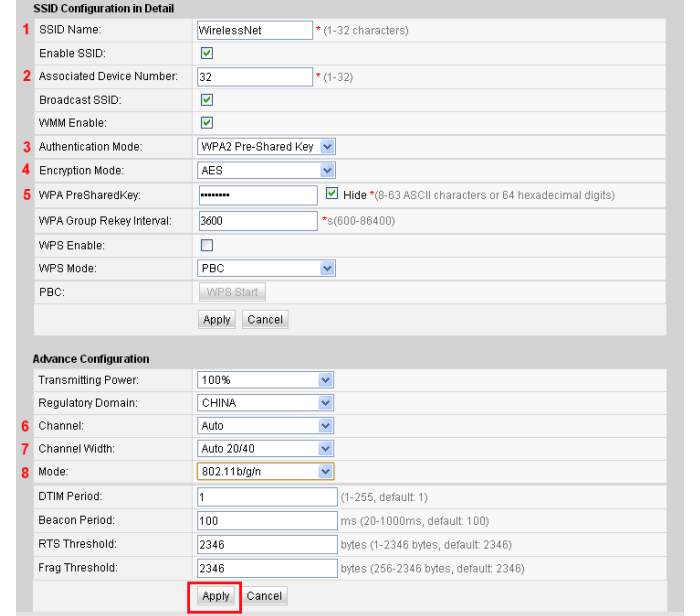 SSID Configuration in Detail
1 SSID Name: WirelessNet * (1-32 characters)
Enable SSID:
2 Associated Device Number: 32 * (1-32)
Broadcast SSID:
WMM Enable:
3 Authentication Mode: WPA2 Pre-Shared Key
4 Encryption Mode: AES
5 WPA PreSharedKey: •••••••• Hide *(8-63 ASCII characters or 64 hexadecimal digits)
WPA Group Rekey Interval: 3600 *s(600-86400)
WPS Enable:
WPS Mode: PBC
PBC: WPS Start
Apply Cancel
Advance Configuration
Transmitting Power: 100%
Regulatory Domain: CHINA
6 Channel: Auto
7 Channel Width: Auto 20/40
8 Mode: 802.11b/g/n
DTIM Period: 1 (1-255, default: 1)
Beacon Period: 100 ms (20-1000ms, default: 100)
RTS Threshold: 2346 bytes (1-2346 bytes, default: 2346)
Frag Threshold: 2346 bytes (256-2346 bytes, default: 2346)
Apply Cancel